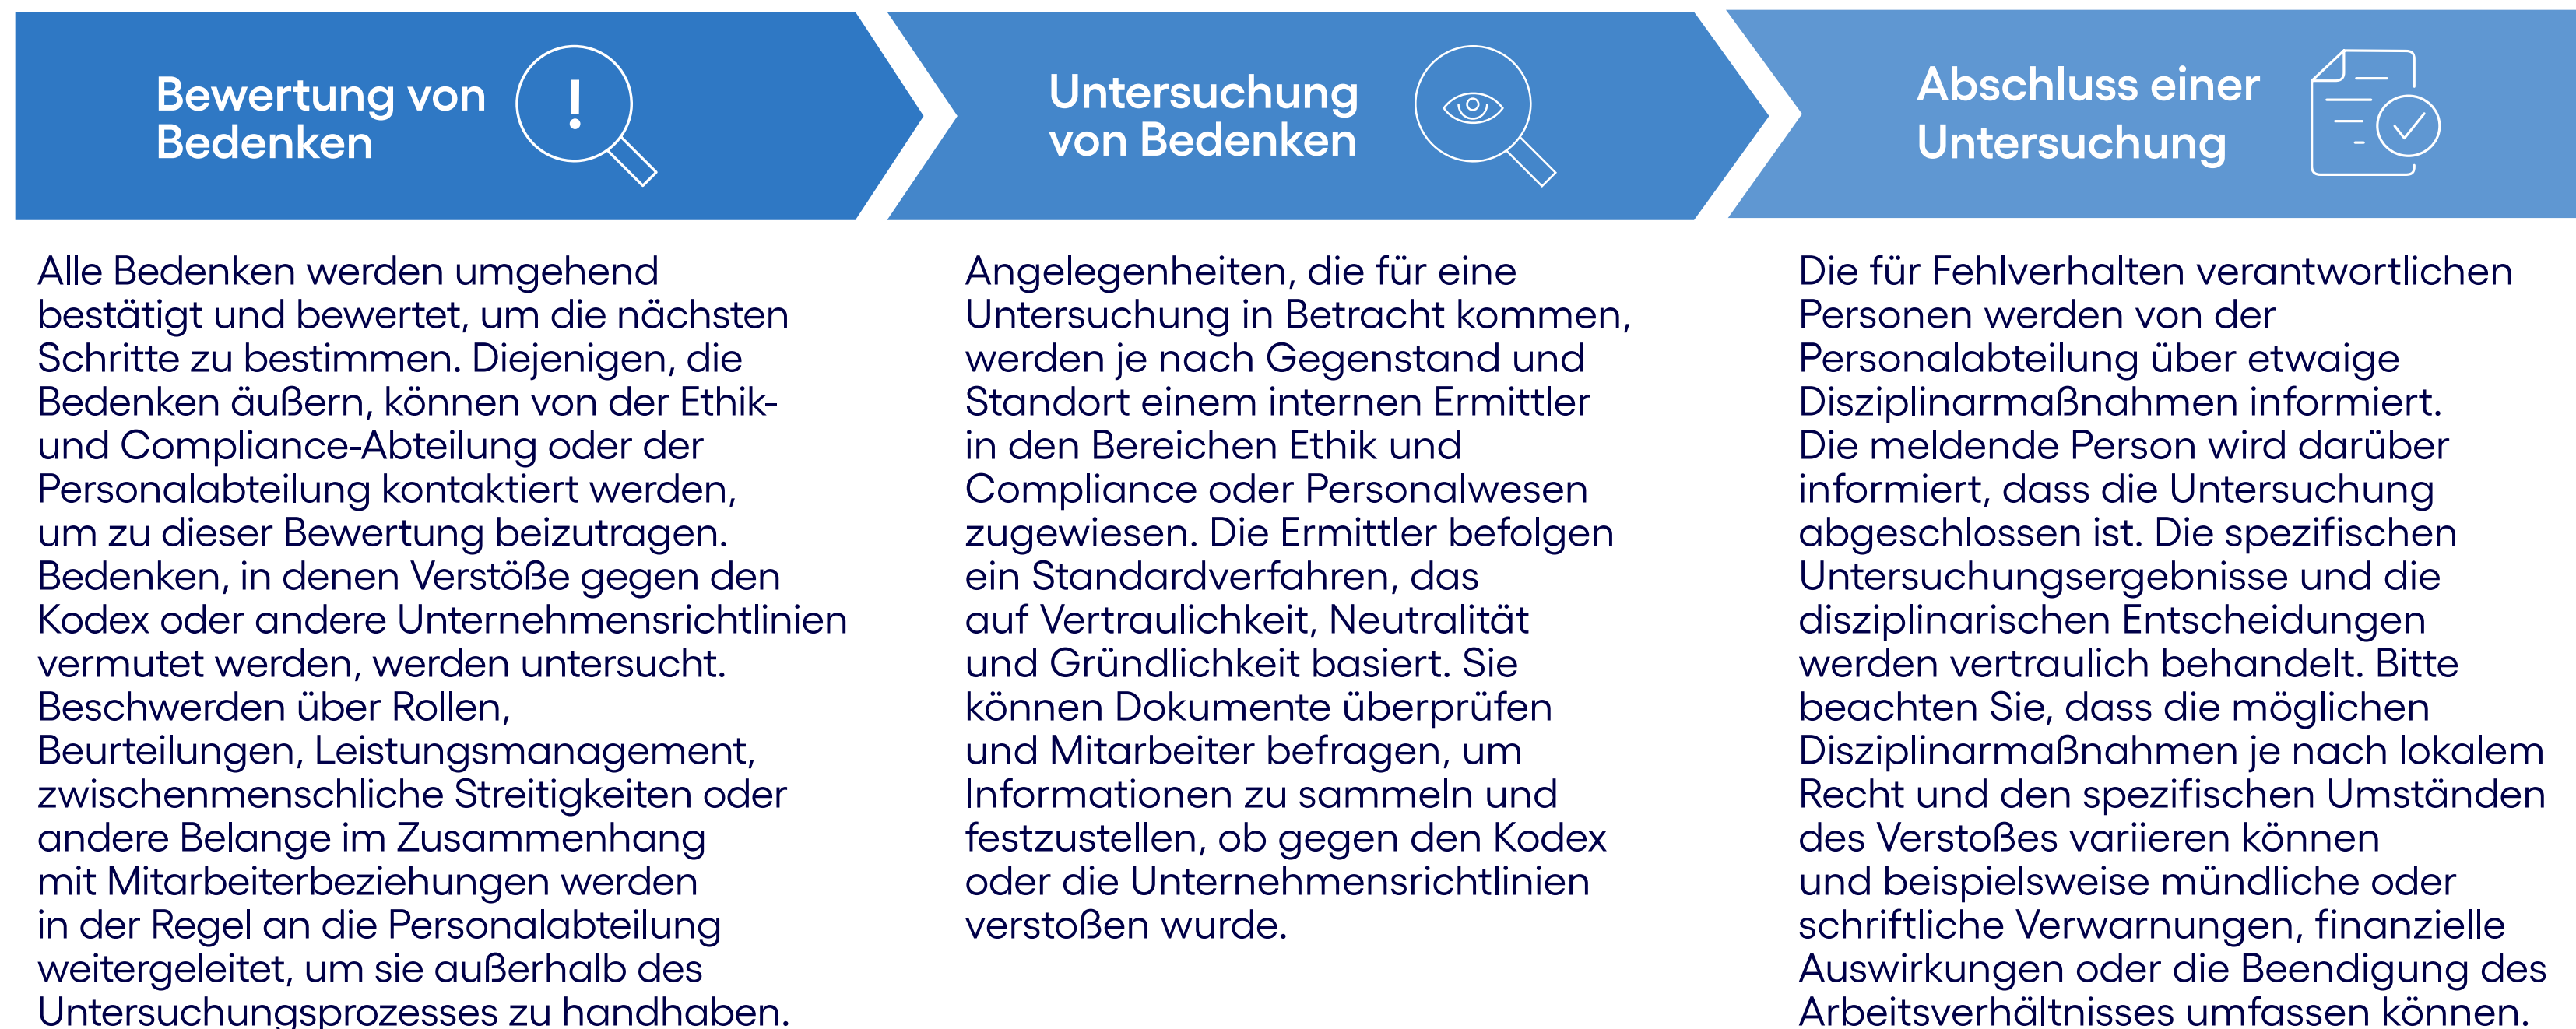 Bewertung von
Bedenken
!
Alle Bedenken werden umgehend
bestätigt und bewertet, um die nächsten
Schritte zu bestimmen. Diejenigen, die
Bedenken äußern, können von der Ethik-
und Compliance-Abteilung oder der
Personalabteilung kontaktiert werden,
um zu dieser Bewertung beizutragen.
Bedenken, in denen Verstöße gegen den
Kodex oder andere Unternehmensrichtlinien
vermutet werden, werden untersucht.
Beschwerden über Rollen,
Beurteilungen, Leistungsmanagement,
zwischenmenschliche Streitigkeiten oder
andere Belange im Zusammenhang
mit Mitarbeiterbeziehungen werden
in der Regel an die Personalabteilung
weitergeleitet, um sie außerhalb des
Untersuchungsprozesses zu handhaben.
Untersuchung
von Bedenken
Angelegenheiten, die für eine
Untersuchung in Betracht kommen,
werden je nach Gegenstand und
Standort einem internen Ermittler
in den Bereichen Ethik und
Compliance oder Personalwesen
zugewiesen. Die Ermittler befolgen
ein Standardverfahren, das
auf Vertraulichkeit, Neutralität
und Gründlichkeit basiert. Sie
können Dokumente überprüfen
und Mitarbeiter befragen, um
Informationen zu sammeln und
festzustellen, ob gegen den Kodex
oder die Unternehmensrichtlinien
verstoßen wurde.
Abschluss einer
Untersuchung
Die für Fehlverhalten verantwortlichen
Personen werden von der
Personalabteilung über etwaige
Disziplinarmaßnahmen informiert.
Die meldende Person wird darüber
informiert, dass die Untersuchung
abgeschlossen ist. Die spezifischen
Untersuchungsergebnisse und die
disziplinarischen Entscheidungen
werden vertraulich behandelt. Bitte
beachten Sie, dass die möglichen
Disziplinarmaßnahmen je nach lokalem
Recht und den spezifischen Umständen
des Verstoßes variieren können
und beispielsweise mündliche oder
schriftliche Verwarnungen, finanzielle
Auswirkungen oder die Beendigung des
Arbeitsverhältnisses umfassen können.